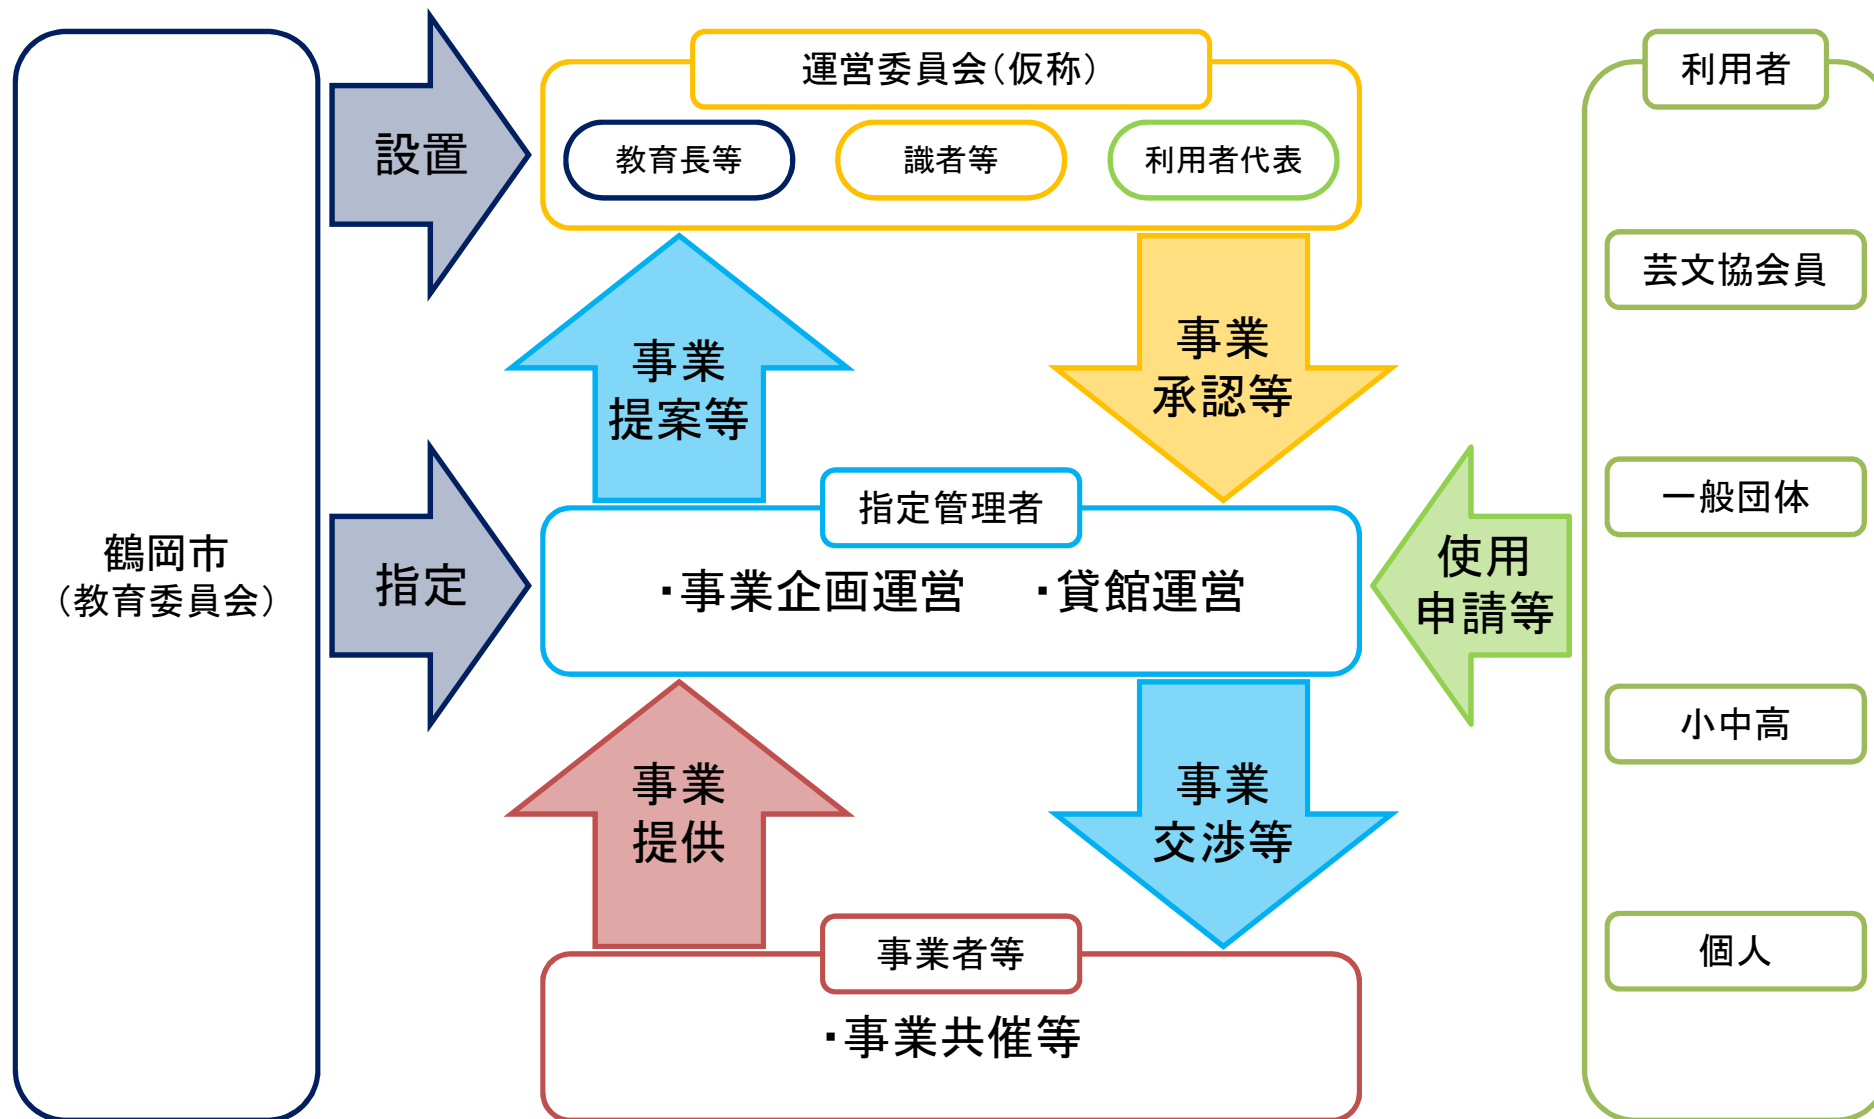 鶴岡市
（教育委員会）
設置
指定
運営委員会（仮称）
教育長等
識者等
利用者代表
事業
提案等
事業
承認等
指定管理者
・事業企画運営　・貸館運営
事業
提供
事業
交渉等
事業者等
・事業共催等
使用
申請等
利用者
芸文協会員
一般団体
小中高
個人